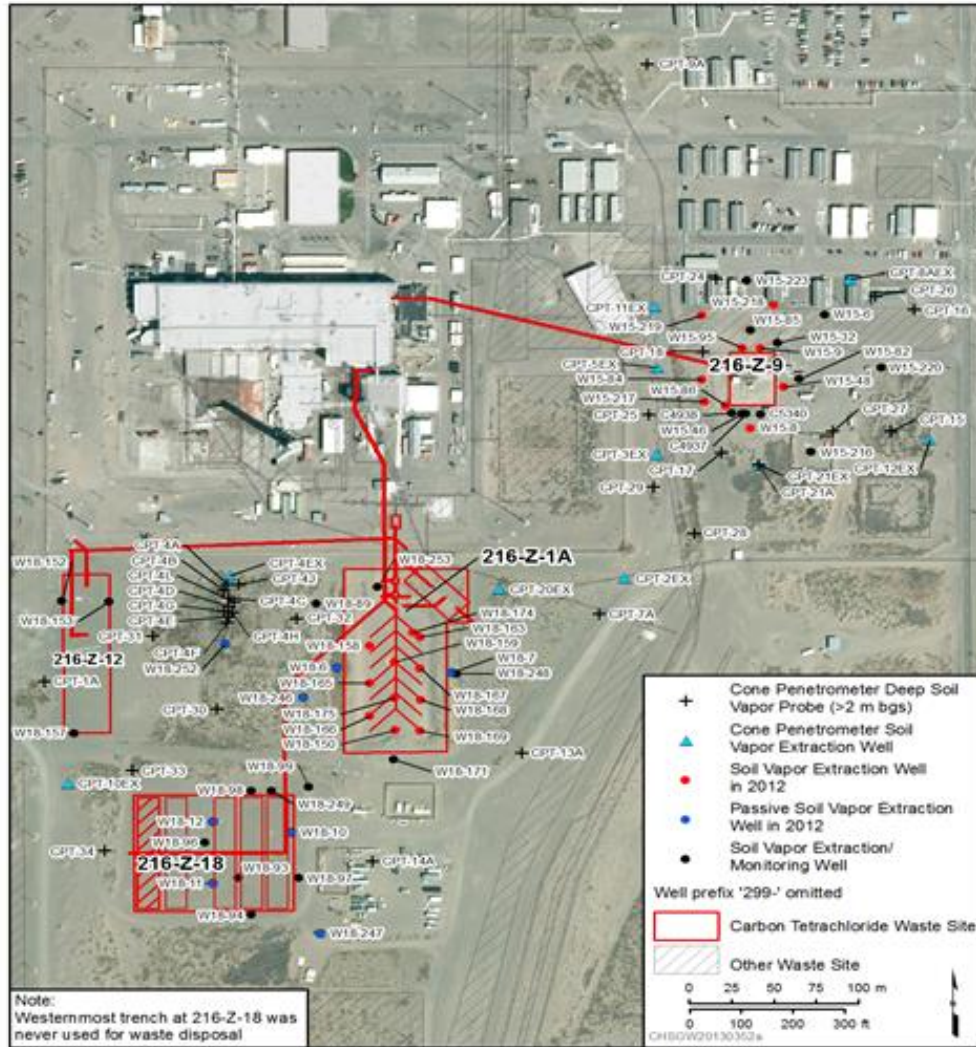 CPT-9A
CPT-24
W15-223
CPT-8AEX
CPT-26
CPT-16
CPT-11EX
W15-218
W15-6
W15-219
W15-85
W15-95
W15-32
CPT-18
W15-9
W15-82
216-Z-9
CPT-5EX
W15-220
W15-84
W15-48
W15-86
W15-217
CPT-27
CPT-15
CPT-25
C4938
C5340
W15-46
W15-8
C4937
W15-216
CPT-3EX
CPT-17
CPT-12EX
CPT-21EX
CPT-29
CPT-21A
CPT-28
CPT-4A
CPT-4B
CPT-4EX
W18-253
216-Z-1A
W18-152
CPT-4L
CPT-4J
CPT-2EX
CPT-4D
CPT-20EX
CPT-4C
CPT-4G
W18-89
W18-174
W18-153
CPT-4E
CPT-32
CPT-7A
CPT-31
CPT-4H
W18-163
W18-158
W18-159
216-Z-12
CPT-4F
W18-252
W18-6
W18-7
W18-248
CPT-1A
W18-165
W18-167
W18-246
CPT-30
W18-175
W18-168
W18-157
W18-166
W18-150
W18-169
W18-99
W18-171
CPT-13A
CPT-33
CPT-10EX
W18-98
W18-249
W18-12
W18-10
W18-96
CPT-34
216-Z-18
CPT-14A
W18-93
W18-97
W18-11
W18-94
W18-247
Cone Penetrometer Deep Soil
Vapor Probe (>2 m bgs)
Cone Penetrometer Soil
Vapor Extraction Well
Soil Vapor Extraction Well
in 2012
Passive Soil Vapor Extraction
Well in 2012
Soil Vapor Extraction/
Monitoring Well
Well prefix '299-' omitted
Carbon Tetrachloride Waste Site
Other Waste Site
0 25 50 75 100 m
0 100 200 300 ft
CHSGW20130352a
Note:
Westernmost trench at 216-Z-18 was
never used for waste disposal